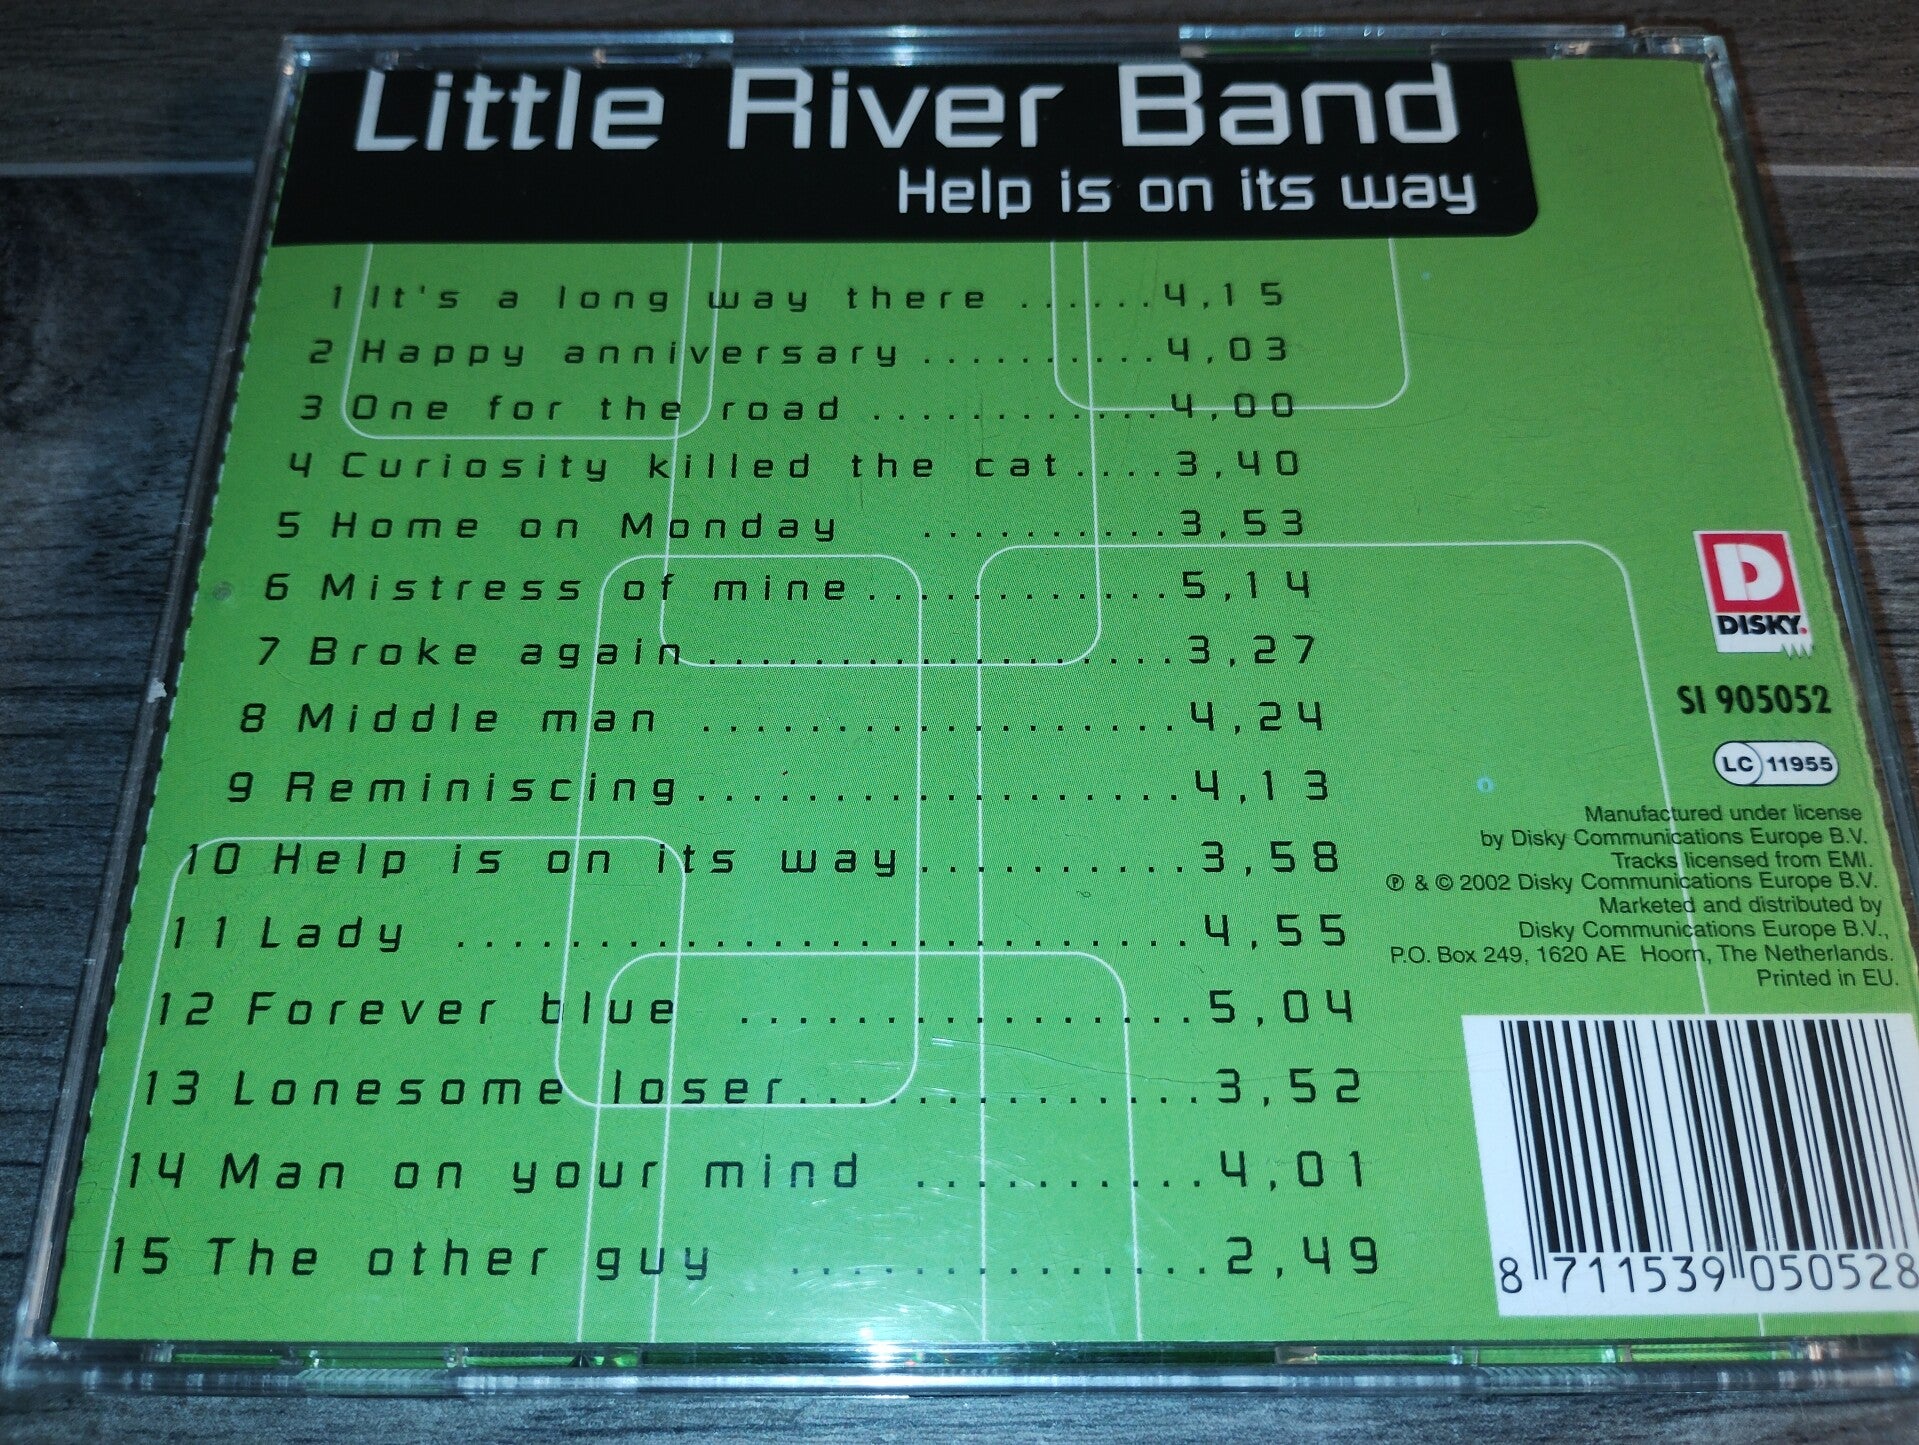 Little River Band
Help is on its way
1 It's a long way there ......4,15
2 Happy anniversary..........4,03
3 One for the road ............4,00
4 Curiosity killed the cat....3,40
5 Home on Monday ..........3,53
6 Mistress of mine............5,14
7 Broke again.................3,27
8 Middle man .................4,24
9 Reminiscing.................4,13
10 Help is on its way..........3,58
11 Lady ..........................4,55
12 Forever blue ................5,04
13 Lonesome loser..............3,52
14 Man on your mind ..........4,01
15 The other guy ..............2,49
D
DISKY.
SI 905052
LC 11955
Manufactured under license
by Disky Communications Europe B.V.
Tracks licensed from EMI.
℗ & © 2002 Disky Communications Europe B.V.
Marketed and distributed by
Disky Communications Europe B.V.,
P.O. Box 249, 1620 AE Hoorn, The Netherlands.
Printed in EU.
8 711539 050528